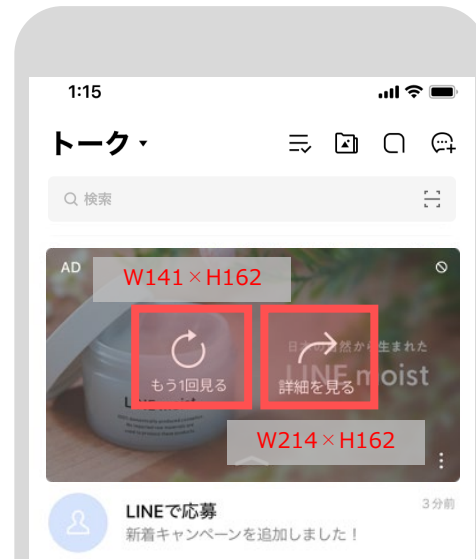 1:15
トーク
検索
AD
W141×H162
日本の自然から生まれた
LINE moist
もう1回見る
詳細を見る
W214×H162
LINEで応募
3分前
新着キャンペーンを追加しました！